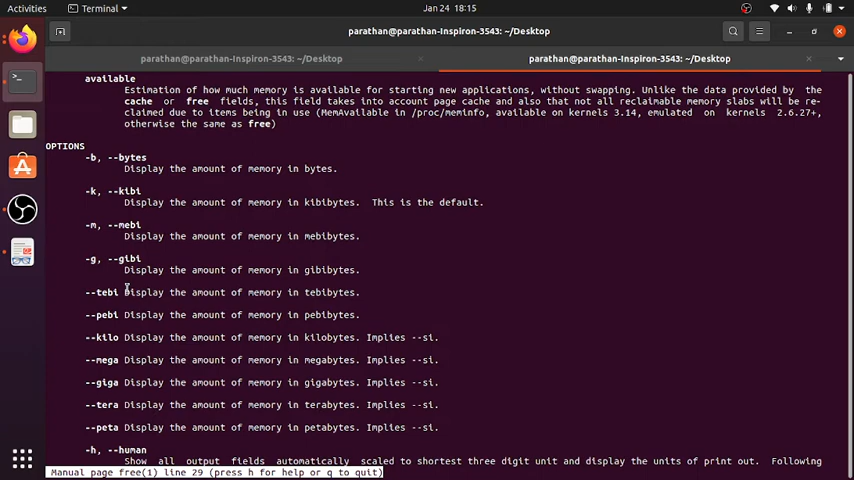 Activities
Terminal
Jan 24 18:15
parathan@parathan-Inspiron-3543: ~/Desktop
parathan@parathan-Inspiron-3543: ~/Desktop
parathan@parathan-Inspiron-3543: ~/Desktop
available
Estimation of how much memory is available for starting new applications, without swapping. Unlike the data provided by the
cache or free fields, this field takes into account page cache and also that not all reclaimable memory slabs will be re-
claimed due to items being in use (MemAvailable in /proc/meminfo, available on kernels 3.14, emulated on kernels 2.6.27+,
otherwise the same as free)
OPTIONS
-b, --bytes
Display the amount of memory in bytes.
-k, --kibi
Display the amount of memory in kibibytes. This is the default.
-m, --mebi
Display the amount of memory in mebibytes.
-g, --gibi
Display the amount of memory in gibibytes.
--tebi Display the amount of memory in tebibytes.
--pebi Display the amount of memory in pebibytes.
--kilo Display the amount of memory in kilobytes. Implies --si.
--mega Display the amount of memory in megabytes. Implies --si.
--giga Display the amount of memory in gigabytes. Implies --si.
--tera Display the amount of memory in terabytes. Implies --si.
--peta Display the amount of memory in petabytes. Implies --si.
-h, --human
Show all output fields automatically scaled to shortest three digit unit and display the units of print out. Following
Manual page free(1) line 29 (press h for help or q to quit)